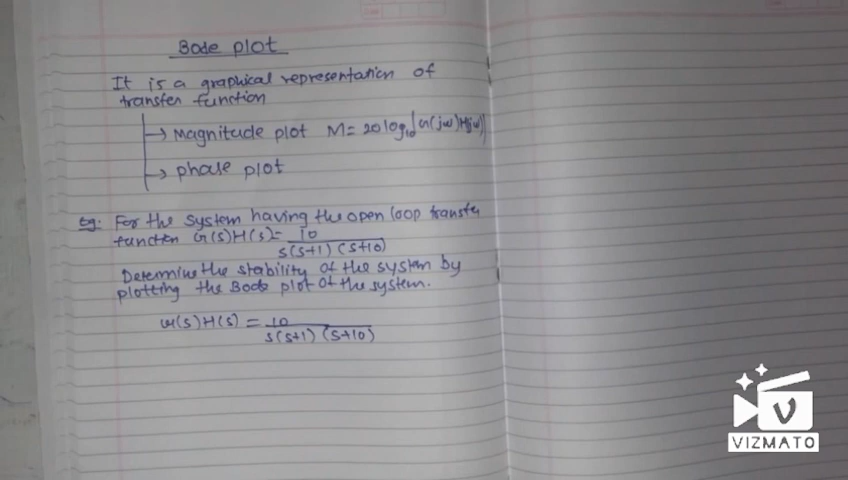 Bode plot
It is a graphical representation of
transfer function
→ Magnitude plot M= 20 log₁₀|G(jω)H(jω)|
→ phase plot
Eg:- For the system having the open loop transfer
function G(s)H(s)= 10
s(s+1) (s+10)
Determine the stability of the system by
plotting the Bode plot of the system.
G(s)H(s) = 10
s(s+1) (s+10)
V
VIZMATO